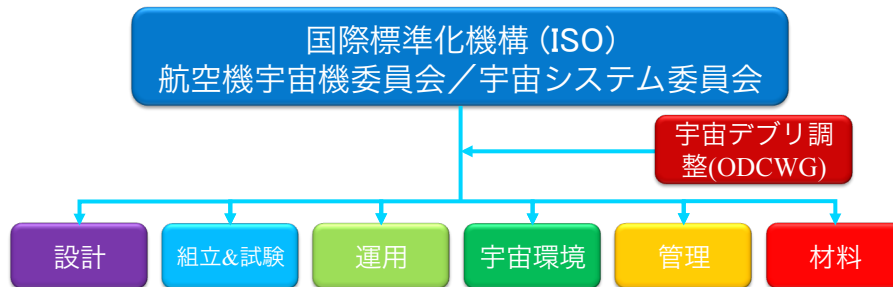 国際標準化機構 (ISO)
航空機宇宙機委員会／宇宙システム委員会
宇宙デブリ調
整(ODCWG)
設計
組立&試験
運用
宇宙環境
管理
材料